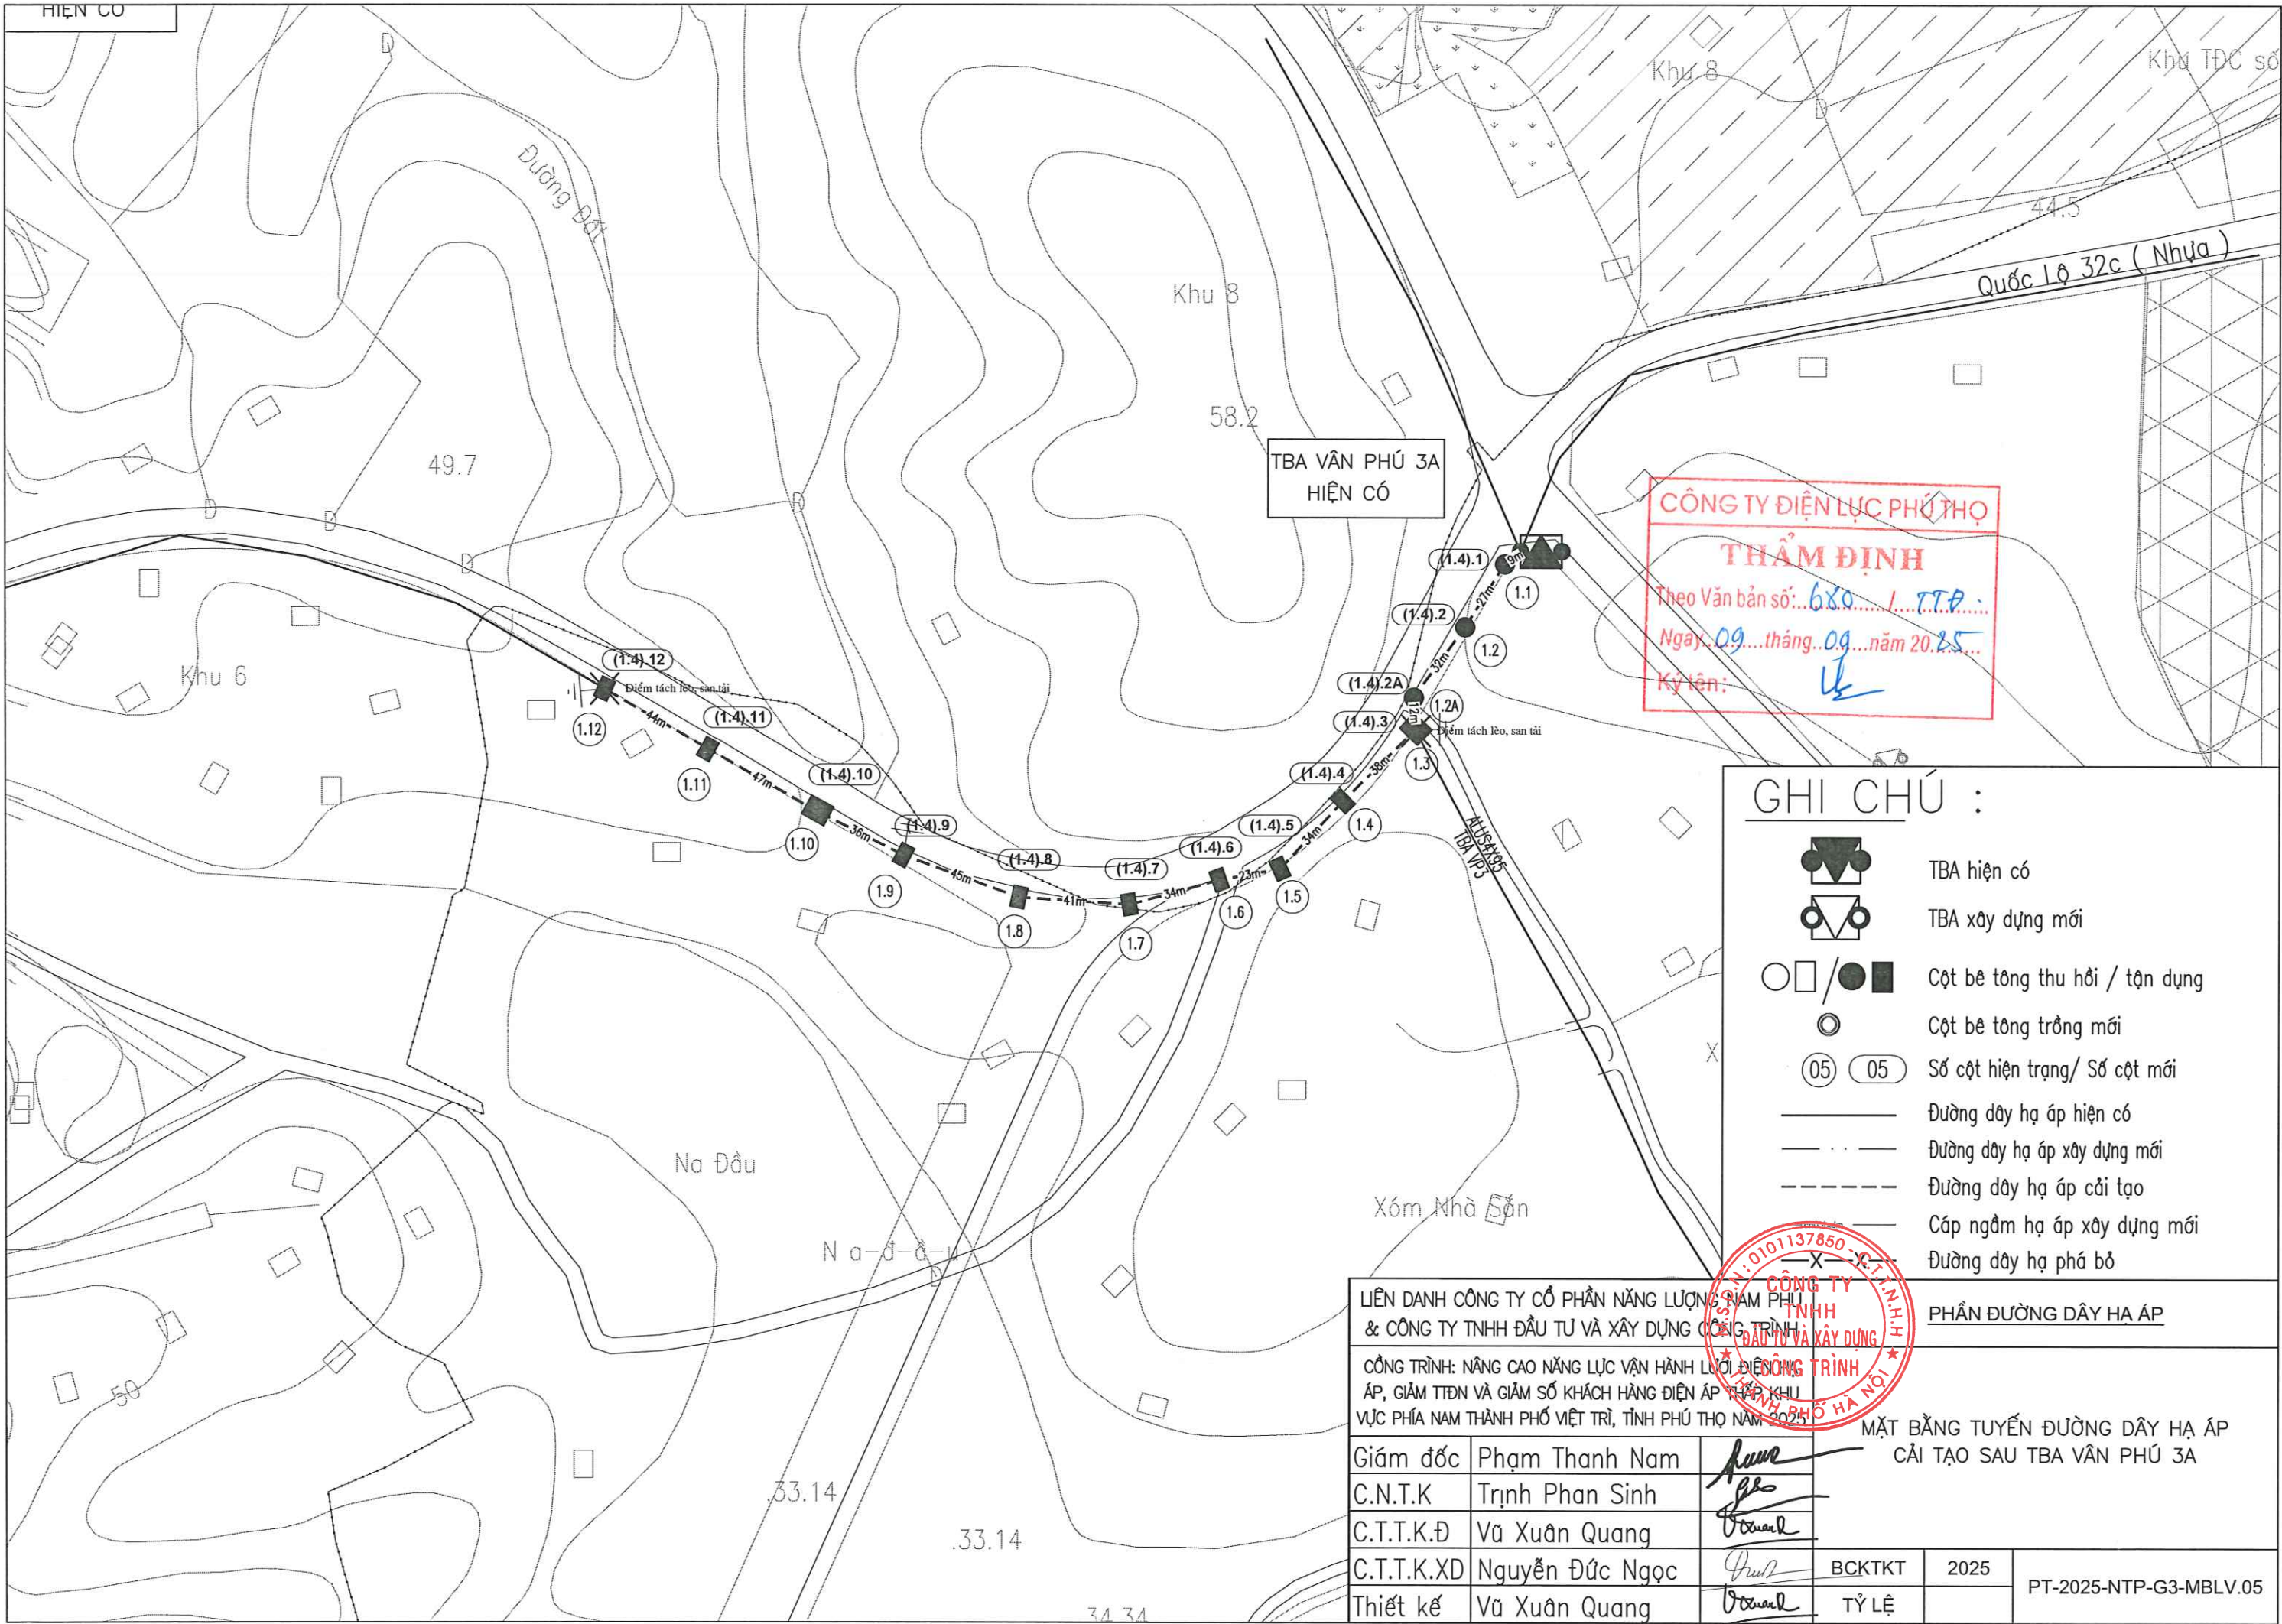 HIỆN CÓ
D
Đường Đất
Khu 8
Khu TĐC số
D
44.5
Quốc Lộ 32c ( Nhựa )
Khu 8
58.2
49.7
D
D
D
D
TBA VÂN PHÚ 3A
HIỆN CÓ
CÔNG TY ĐIỆN LỰC PHÚ THỌ
THẨM ĐỊNH
Theo Văn bản số: 680 / TTĐ
Ngày 09 tháng 09 năm 2025
Ký tên:
(1.4).1
9m
1.1
27m
(1.4).2
1.2
32m
(1.4).2A
1.2A
12m
(1.4).3
Điểm tách lèo, san tải
1.3
38m
(1.4).4
1.4
34m
(1.4).5
1.5
23m
(1.4).6
1.6
34m
(1.4).7
1.7
41m
(1.4).8
1.8
45m
(1.4).9
1.9
36m
(1.4).10
1.10
47m
(1.4).11
1.11
44m
(1.4).12
Điểm tách lèo, san tải
1.12
Khu 6
ALUS4X95
TBA VP3
X
Na Đầu
N a-đ-ầ-u
D
Xóm Nhà Sắn
50
.33.14
.33.14
34.34
GHI CHÚ :
TBA hiện có
TBA xây dựng mới
Cột bê tông thu hồi / tận dụng
Cột bê tông trồng mới
05 05 Số cột hiện trạng/ Số cột mới
Đường dây hạ áp hiện có
Đường dây hạ áp xây dựng mới
Đường dây hạ áp cải tạo
Cáp ngầm hạ áp xây dựng mới
X X Đường dây hạ phá bỏ
LIÊN DANH CÔNG TY CỔ PHẦN NĂNG LƯỢNG NAM PHÚ
& CÔNG TY TNHH ĐẦU TƯ VÀ XÂY DỰNG CÔNG TRÌNH
PHẦN ĐƯỜNG DÂY HẠ ÁP
M.S.D.N: 0101137850 - C.T.T.N.H.H
CÔNG TY
TNHH
ĐẦU TƯ VÀ XÂY DỰNG
CÔNG TRÌNH
THÀNH PHỐ HÀ NỘI
CÔNG TRÌNH: NÂNG CAO NĂNG LỰC VẬN HÀNH LƯỚI ĐIỆN HẠ
ÁP, GIẢM TTĐN VÀ GIẢM SỐ KHÁCH HÀNG ĐIỆN ÁP THẤP KHU
VỰC PHÍA NAM THÀNH PHỐ VIỆT TRÌ, TỈNH PHÚ THỌ NĂM 2025
MẶT BẰNG TUYẾN ĐƯỜNG DÂY HẠ ÁP
CẢI TẠO SAU TBA VÂN PHÚ 3A
Giám đốc Phạm Thanh Nam
C.N.T.K Trịnh Phan Sinh
C.T.T.K.Đ Vũ Xuân Quang
C.T.T.K.XD Nguyễn Đức Ngọc
Thiết kế Vũ Xuân Quang
BCKTKT 2025
TỶ LỆ
PT-2025-NTP-G3-MBLV.05